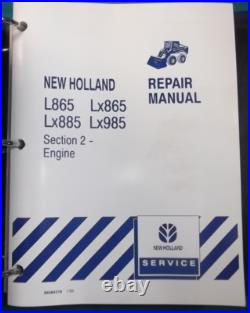 REPAIR
MANUAL
NEW HOLLAND
L865 Lx865
Lx885 Lx985
Section 2 -
Engine
NEW HOLLAND
SERVICE